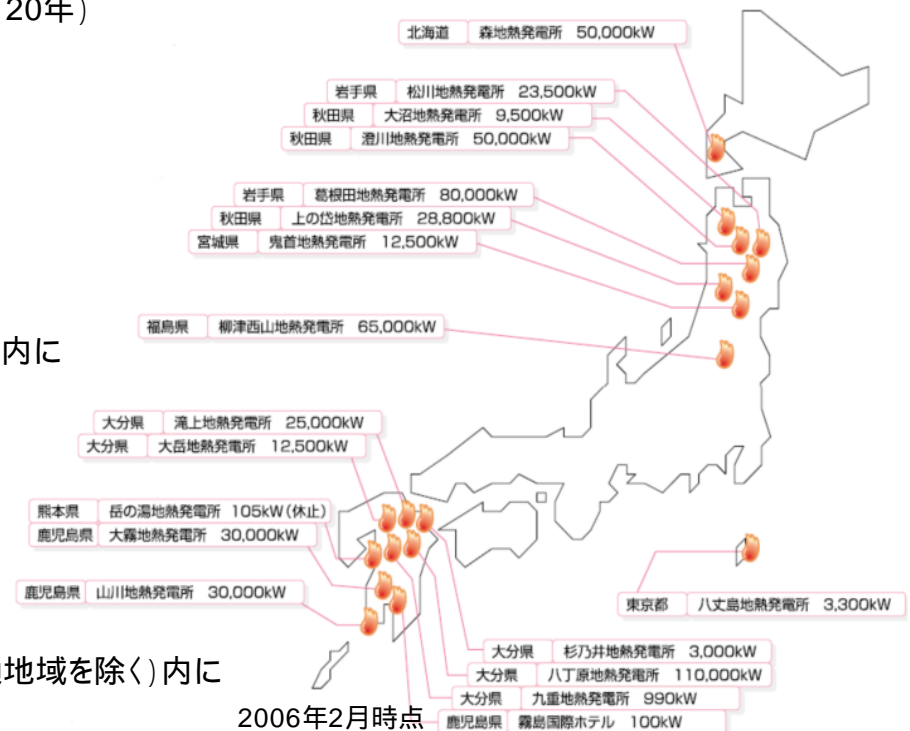 20年)
北海道 森地熱発電所 50,000kW
岩手県 松川地熱発電所 23,500kW
秋田県 大沼地熱発電所 9,500kW
秋田県 澄川地熱発電所 50,000kW
岩手県 葛根田地熱発電所 80,000kW
秋田県 上の岱地熱発電所 28,800kW
宮城県 鬼首地熱発電所 12,500kW
福島県 柳津西山地熱発電所 65,000kW
内に
大分県 滝上地熱発電所 25,000kW
大分県 大岳地熱発電所 12,500kW
熊本県 岳の湯地熱発電所 105kW(休止)
鹿児島県 大霧地熱発電所 30,000kW
鹿児島県 山川地熱発電所 30,000kW
東京都 八丈島地熱発電所 3,300kW
大分県 杉乃井地熱発電所 3,000kW
地域を除く)内に
大分県 八丁原地熱発電所 110,000kW
大分県 九重地熱発電所 990kW
2006年2月時点
鹿児島県 霧島国際ホテル 100kW